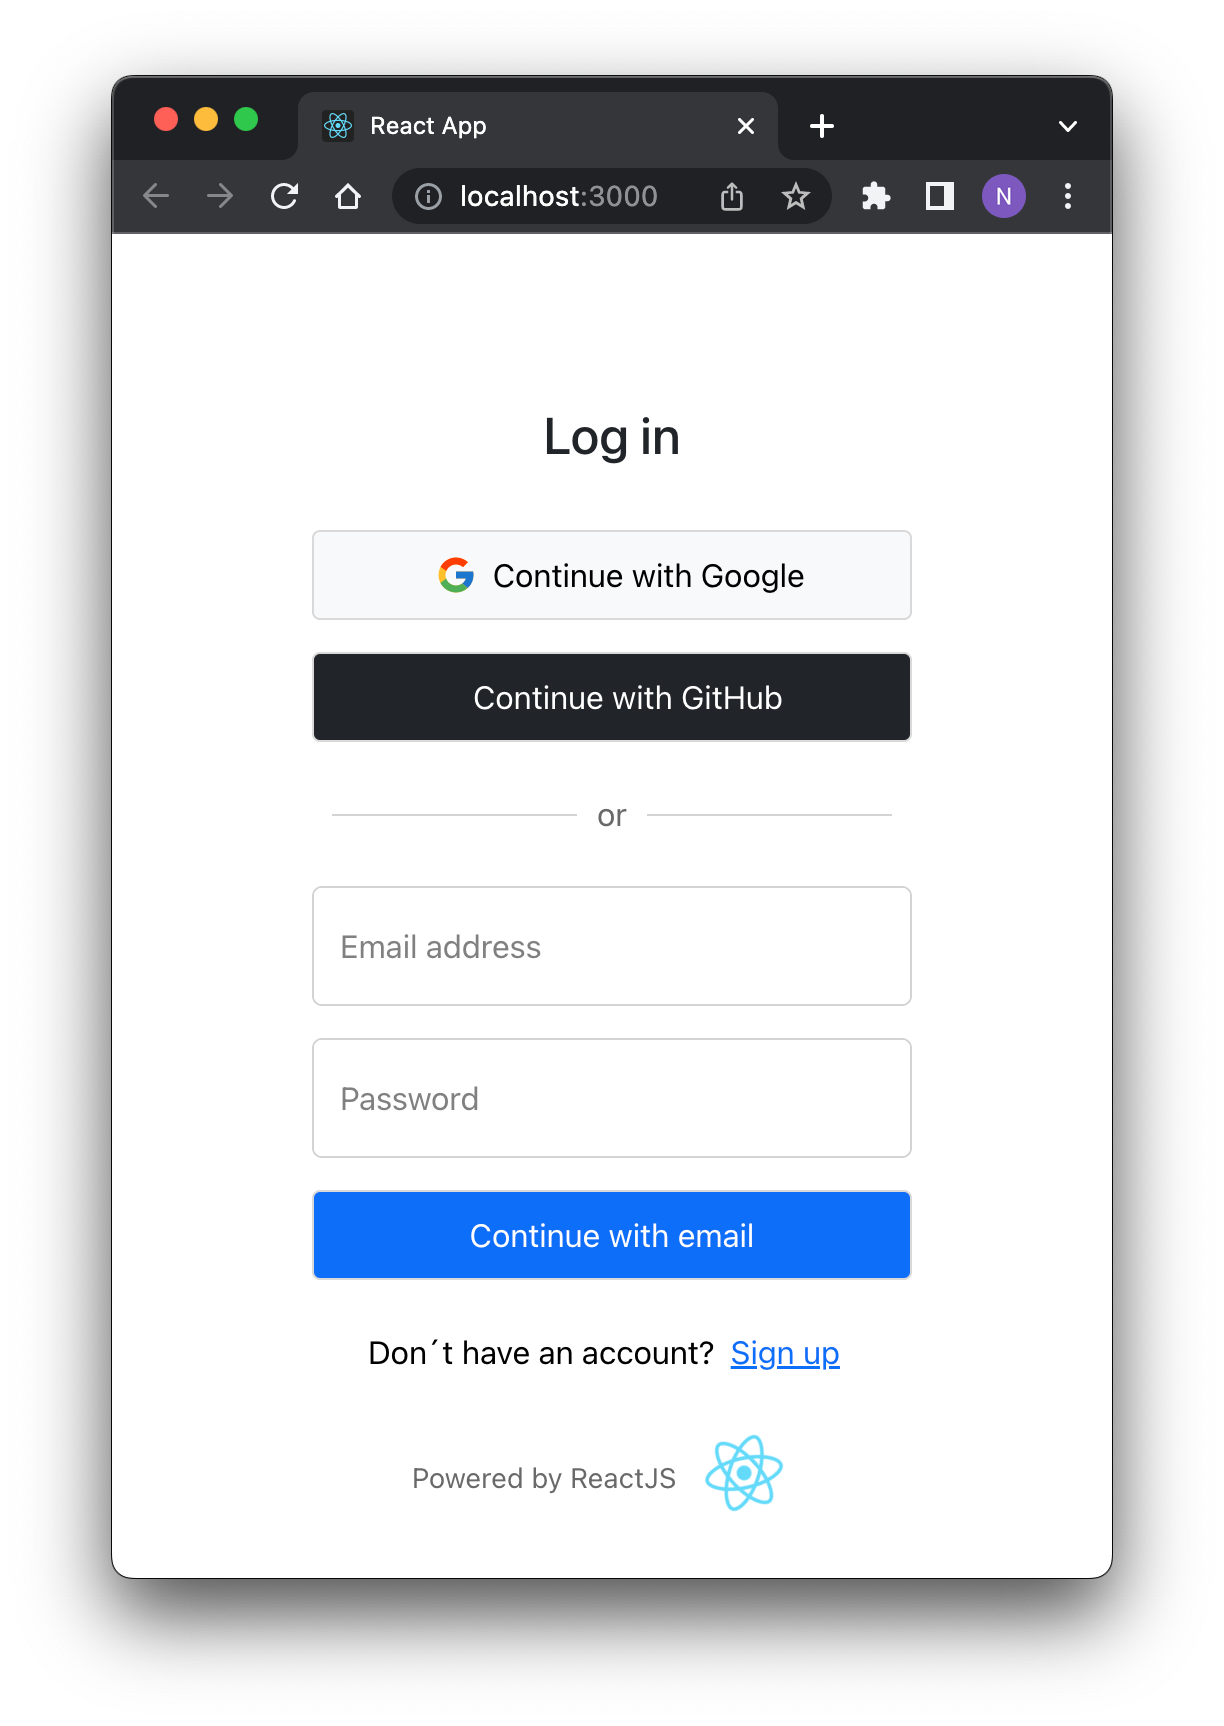 React App
localhost:3000
N
Log in
Continue with Google
Continue with GitHub
or
Email address
Password
Continue with email
Don´t have an account? Sign up
Powered by ReactJS